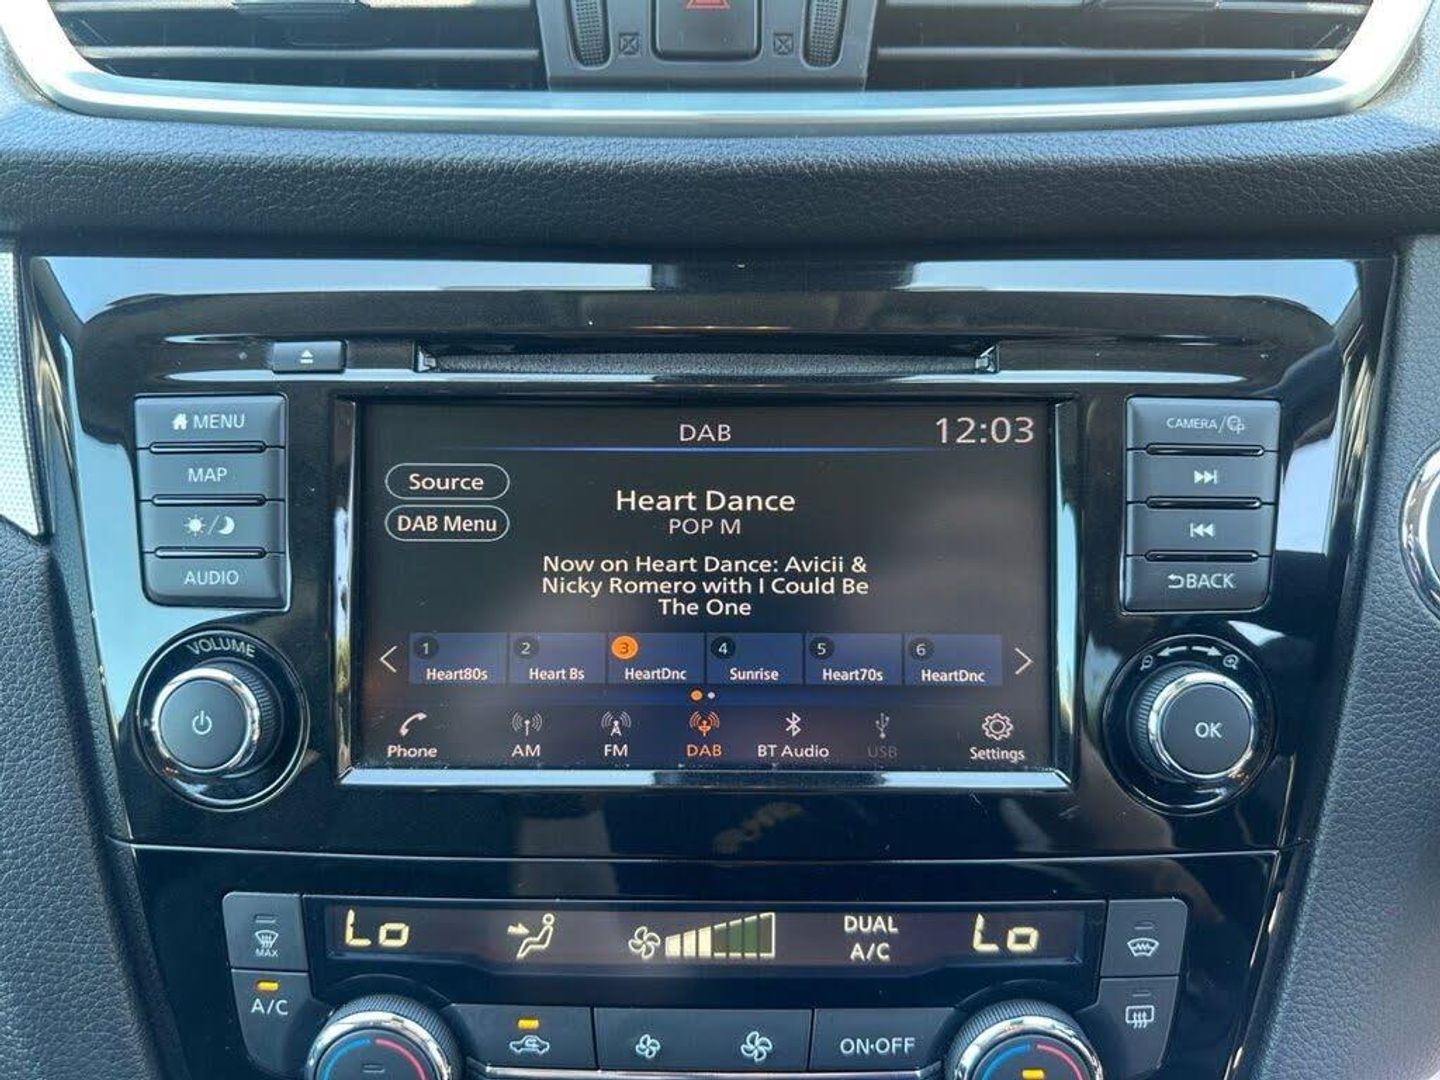 MENU
MAP
AUDIO
VOLUME
DAB
12:03
Source
DAB Menu
Heart Dance
POP M
Now on Heart Dance: Avicii &
Nicky Romero with I Could Be
The One
1 2 3 4 5 6
Heart80s Heart Bs HeartDnc Sunrise Heart70s HeartDnc
Phone AM FM DAB BT Audio USB Settings
CAMERA/
BACK
OK
MAX
A/C
Lo
DUAL
A/C
Lo
ON·OFF